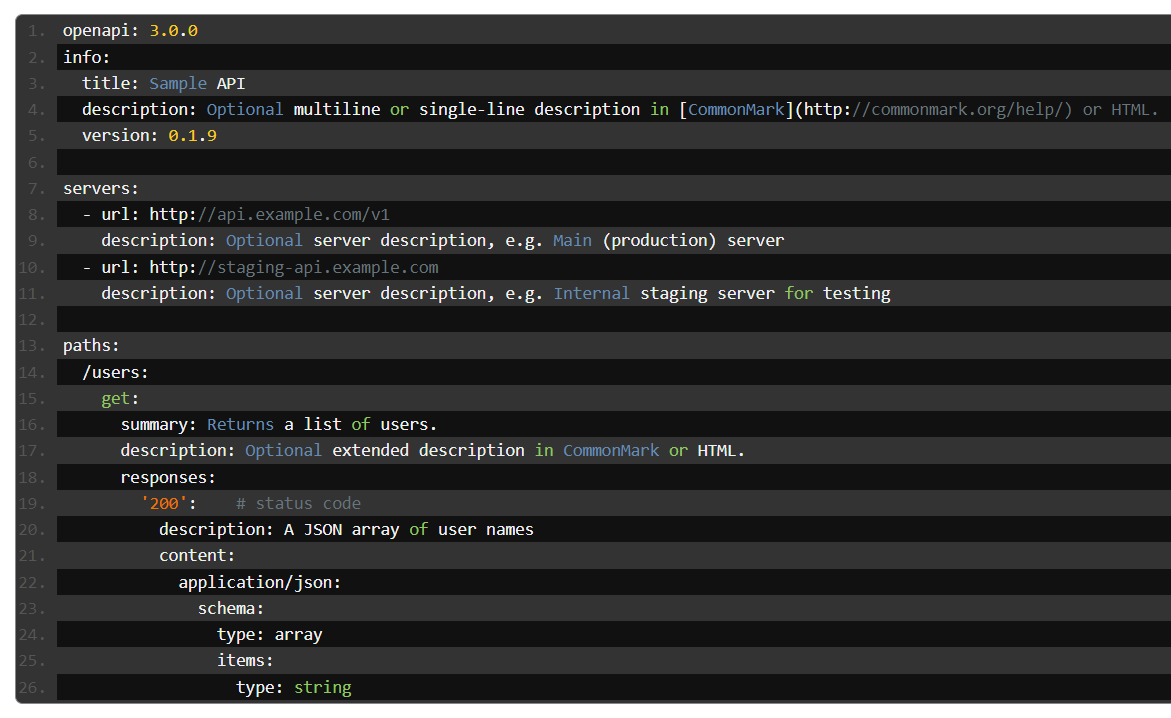 1. openapi: 3.0.0
2. info:
3.   title: Sample API
4.   description: Optional multiline or single-line description in [CommonMark](http://commonmark.org/help/) or HTML.
5.   version: 0.1.9
6.
7. servers:
8.   - url: http://api.example.com/v1
9.     description: Optional server description, e.g. Main (production) server
10.   - url: http://staging-api.example.com
11.     description: Optional server description, e.g. Internal staging server for testing
12.
13. paths:
14.   /users:
15.     get:
16.       summary: Returns a list of users.
17.       description: Optional extended description in CommonMark or HTML.
18.       responses:
19.         '200':    # status code
20.           description: A JSON array of user names
21.           content:
22.             application/json:
23.               schema:
24.                 type: array
25.                 items:
26.                   type: string